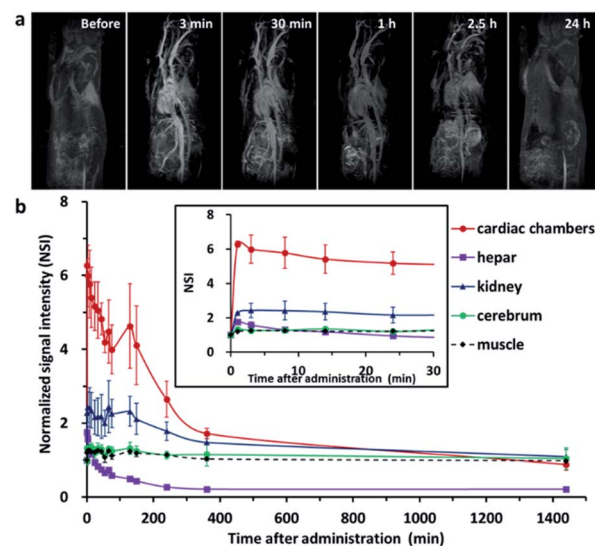 a
Before 3 min 30 min 1 h 2.5 h 24 h
b
Normalized signal intensity (NSI)
8
6
4
2
0
0 200 400 600 800 1000 1200 1400
Time after administration (min)
NSI
6
4
2
0
0 10 20 30
Time after administration (min)
cardiac chambers
hepar
kidney
cerebrum
muscle